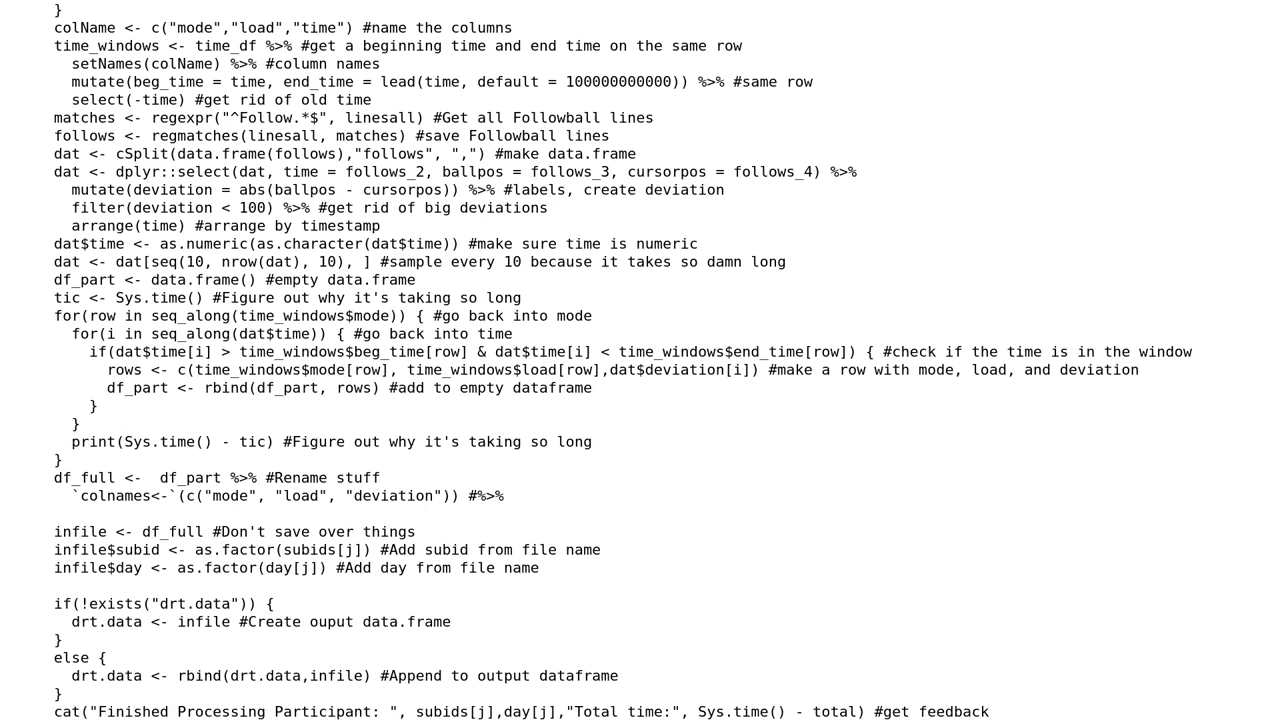 }
colName <- c("mode","load","time") #name the columns
time_windows <- time_df %>% #get a beginning time and end time on the same row
  setNames(colName) %>% #column names
  mutate(beg_time = time, end_time = lead(time, default = 100000000000)) %>% #same row
  select(-time) #get rid of old time
matches <- regexpr("^Follow.*$", linesall) #Get all Followball lines
follows <- regmatches(linesall, matches) #save Followball lines
dat <- cSplit(data.frame(follows),"follows", ",") #make data.frame
dat <- dplyr::select(dat, time = follows_2, ballpos = follows_3, cursorpos = follows_4) %>%
  mutate(deviation = abs(ballpos - cursorpos)) %>% #labels, create deviation
  filter(deviation < 100) %>% #get rid of big deviations
  arrange(time) #arrange by timestamp
dat$time <- as.numeric(as.character(dat$time)) #make sure time is numeric
dat <- dat[seq(10, nrow(dat), 10), ] #sample every 10 because it takes so damn long
df_part <- data.frame() #empty data.frame
tic <- Sys.time() #Figure out why it's taking so long
for(row in seq_along(time_windows$mode)) { #go back into mode
  for(i in seq_along(dat$time)) { #go back into time
    if(dat$time[i] > time_windows$beg_time[row] & dat$time[i] < time_windows$end_time[row]) { #check if the time is in the window
      rows <- c(time_windows$mode[row], time_windows$load[row],dat$deviation[i]) #make a row with mode, load, and deviation
      df_part <- rbind(df_part, rows) #add to empty dataframe
    }
  }
  print(Sys.time() - tic) #Figure out why it's taking so long
}
df_full <-  df_part %>% #Rename stuff
  `colnames<-`(c("mode", "load", "deviation")) #%>%

infile <- df_full #Don't save over things
infile$subid <- as.factor(subids[j]) #Add subid from file name
infile$day <- as.factor(day[j]) #Add day from file name

if(!exists("drt.data")) {
  drt.data <- infile #Create ouput data.frame
}
else {
  drt.data <- rbind(drt.data,infile) #Append to output dataframe
}
cat("Finished Processing Participant: ", subids[j],day[j],"Total time:", Sys.time() - total) #get feedback